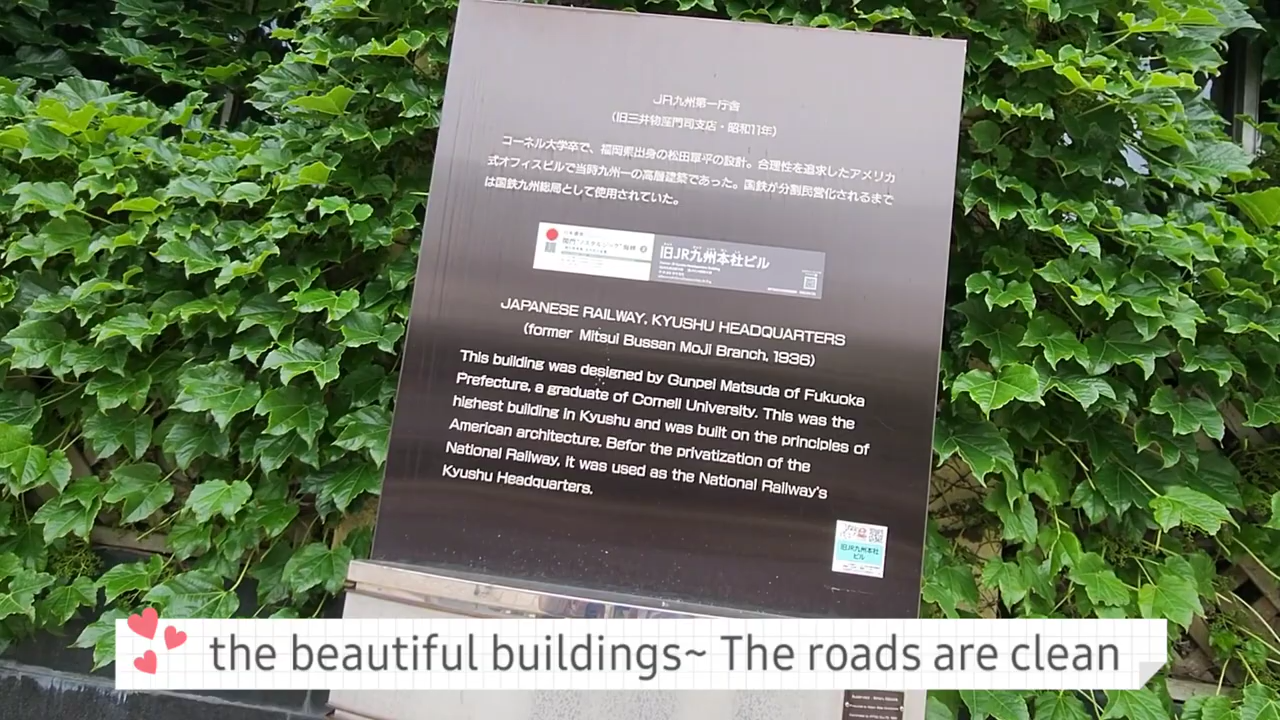 JR九州第一庁舎
(旧三井物産門司支店・昭和11年)
コーネル大学卒で、福岡県出身の松田軍平の設計。合理性を追求したアメリカ
式オフィスビルで当時九州一の高層建築であった。国鉄が分割民営化されるまで
は国鉄九州総局として使用されていた。
旧JR九州本社ビル
JAPANESE RAILWAY, KYUSHU HEADQUARTERS
(former Mitsui Bussan Moji Branch, 1936)
This building was designed by Gunpei Matsuda of Fukuoka
Prefecture, a graduate of Cornell University. This was the
highest building in Kyushu and was built on the principles of
American architecture. Befor the privatization of the
National Railway, it was used as the National Railway's
Kyushu Headquarters.
旧JR九州本社
ビル
the beautiful buildings~ The roads are clean